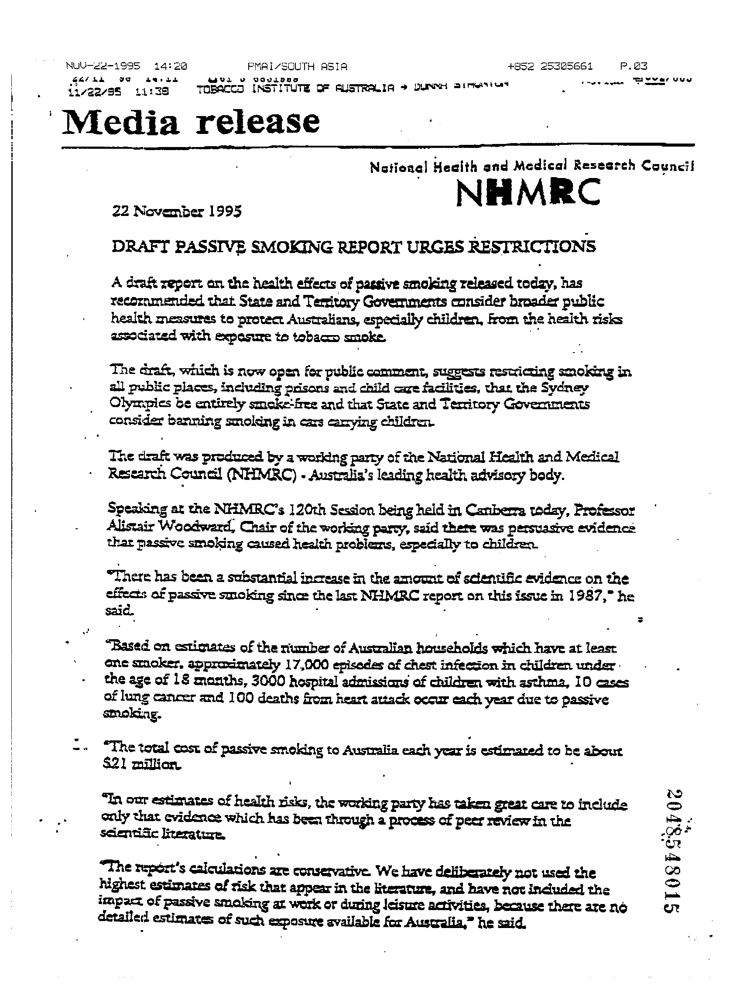 NOV-22-1995 14:20 PMAI/SOUTH ASIA +852 25305661 P.03
11/22/95 11:38 TOBACCO INSTITUTE OF AUSTRALIA →
Media release
National Health and Medical Research Council
NHMRC
22 November 1995
DRAFT PASSIVE SMOKING REPORT URGES RESTRICTIONS
A draft report on the health effects of passive smoking released today, has
recommended that State and Territory Governments consider broader public
health measures to protect Australians, especially children, from the health risks
associated with exposure to tobacco smoke.
The draft, which is now open for public comment, suggests restricting smoking in
all public places, including prisons and child care facilities, that the Sydney
Olympics be entirely smoke-free and that State and Territory Governments
consider banning smoking in cars carrying children.
The draft was produced by a working party of the National Health and Medical
Research Council (NHMRC) - Australia's leading health advisory body.
Speaking at the NHMRC's 120th Session being held in Canberra today, Professor
Alistair Woodward, Chair of the working party, said there was persuasive evidence
that passive smoking caused health problems, especially to children.
"There has been a substantial increase in the amount of scientific evidence on the
effects of passive smoking since the last NHMRC report on this issue in 1987," he
said.
"Based on estimates of the number of Australian households which have at least
one smoker, approximately 17,000 episodes of chest infection in children under
the age of 18 months, 3000 hospital admissions of children with asthma, 10 cases
of lung cancer and 100 deaths from heart attack occur each year due to passive
smoking.
"The total cost of passive smoking to Australia each year is estimated to be about
$21 million.
"In our estimates of health risks, the working party has taken great care to include
only that evidence which has been through a process of peer review in the
scientific literature.
"The report's calculations are conservative. We have deliberately not used the
highest estimates of risk that appear in the literature, and have not included the
impact of passive smoking at work or during leisure activities, because there are no
detailed estimates of such exposure available for Australia," he said.
2048548015